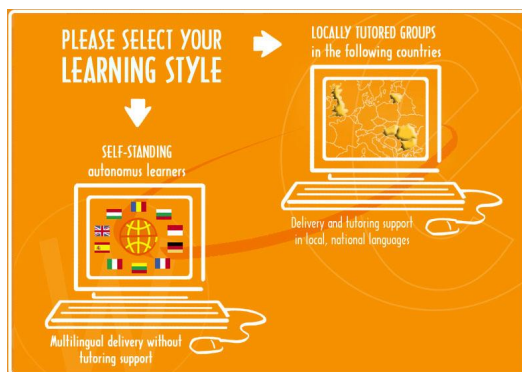 PLEASE SELECT YOUR
LEARNING STYLE
LOCALLY TUTORED GROUPS
in the following countries
SELF-STANDING
autonomus learners
Delivery and tutoring support
in local, national languages
Multilingual delivery without
tutoring support